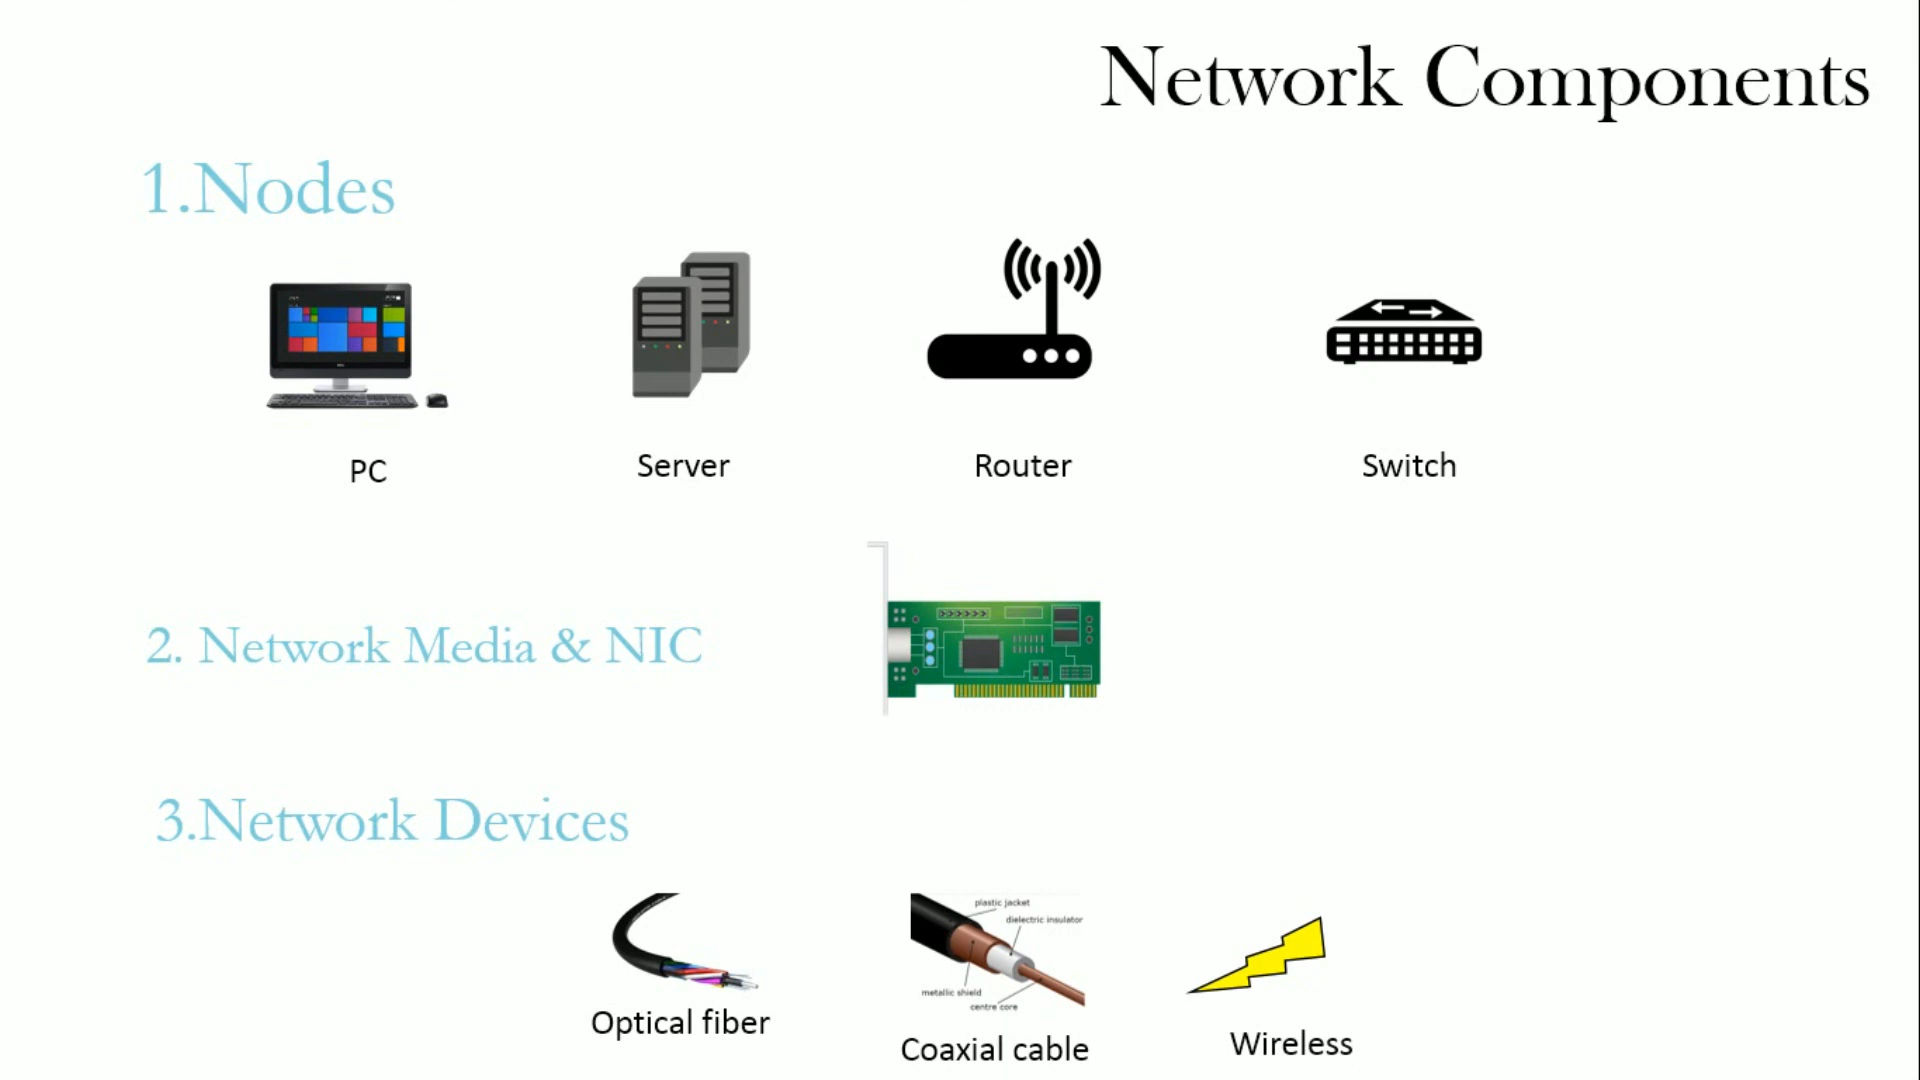 Network Components
1.Nodes
PC
Server
Router
Switch
2. Network Media & NIC
3.Network Devices
plastic jacket
dielectric insulator
metallic shield
centre core
Optical fiber
Coaxial cable
Wireless